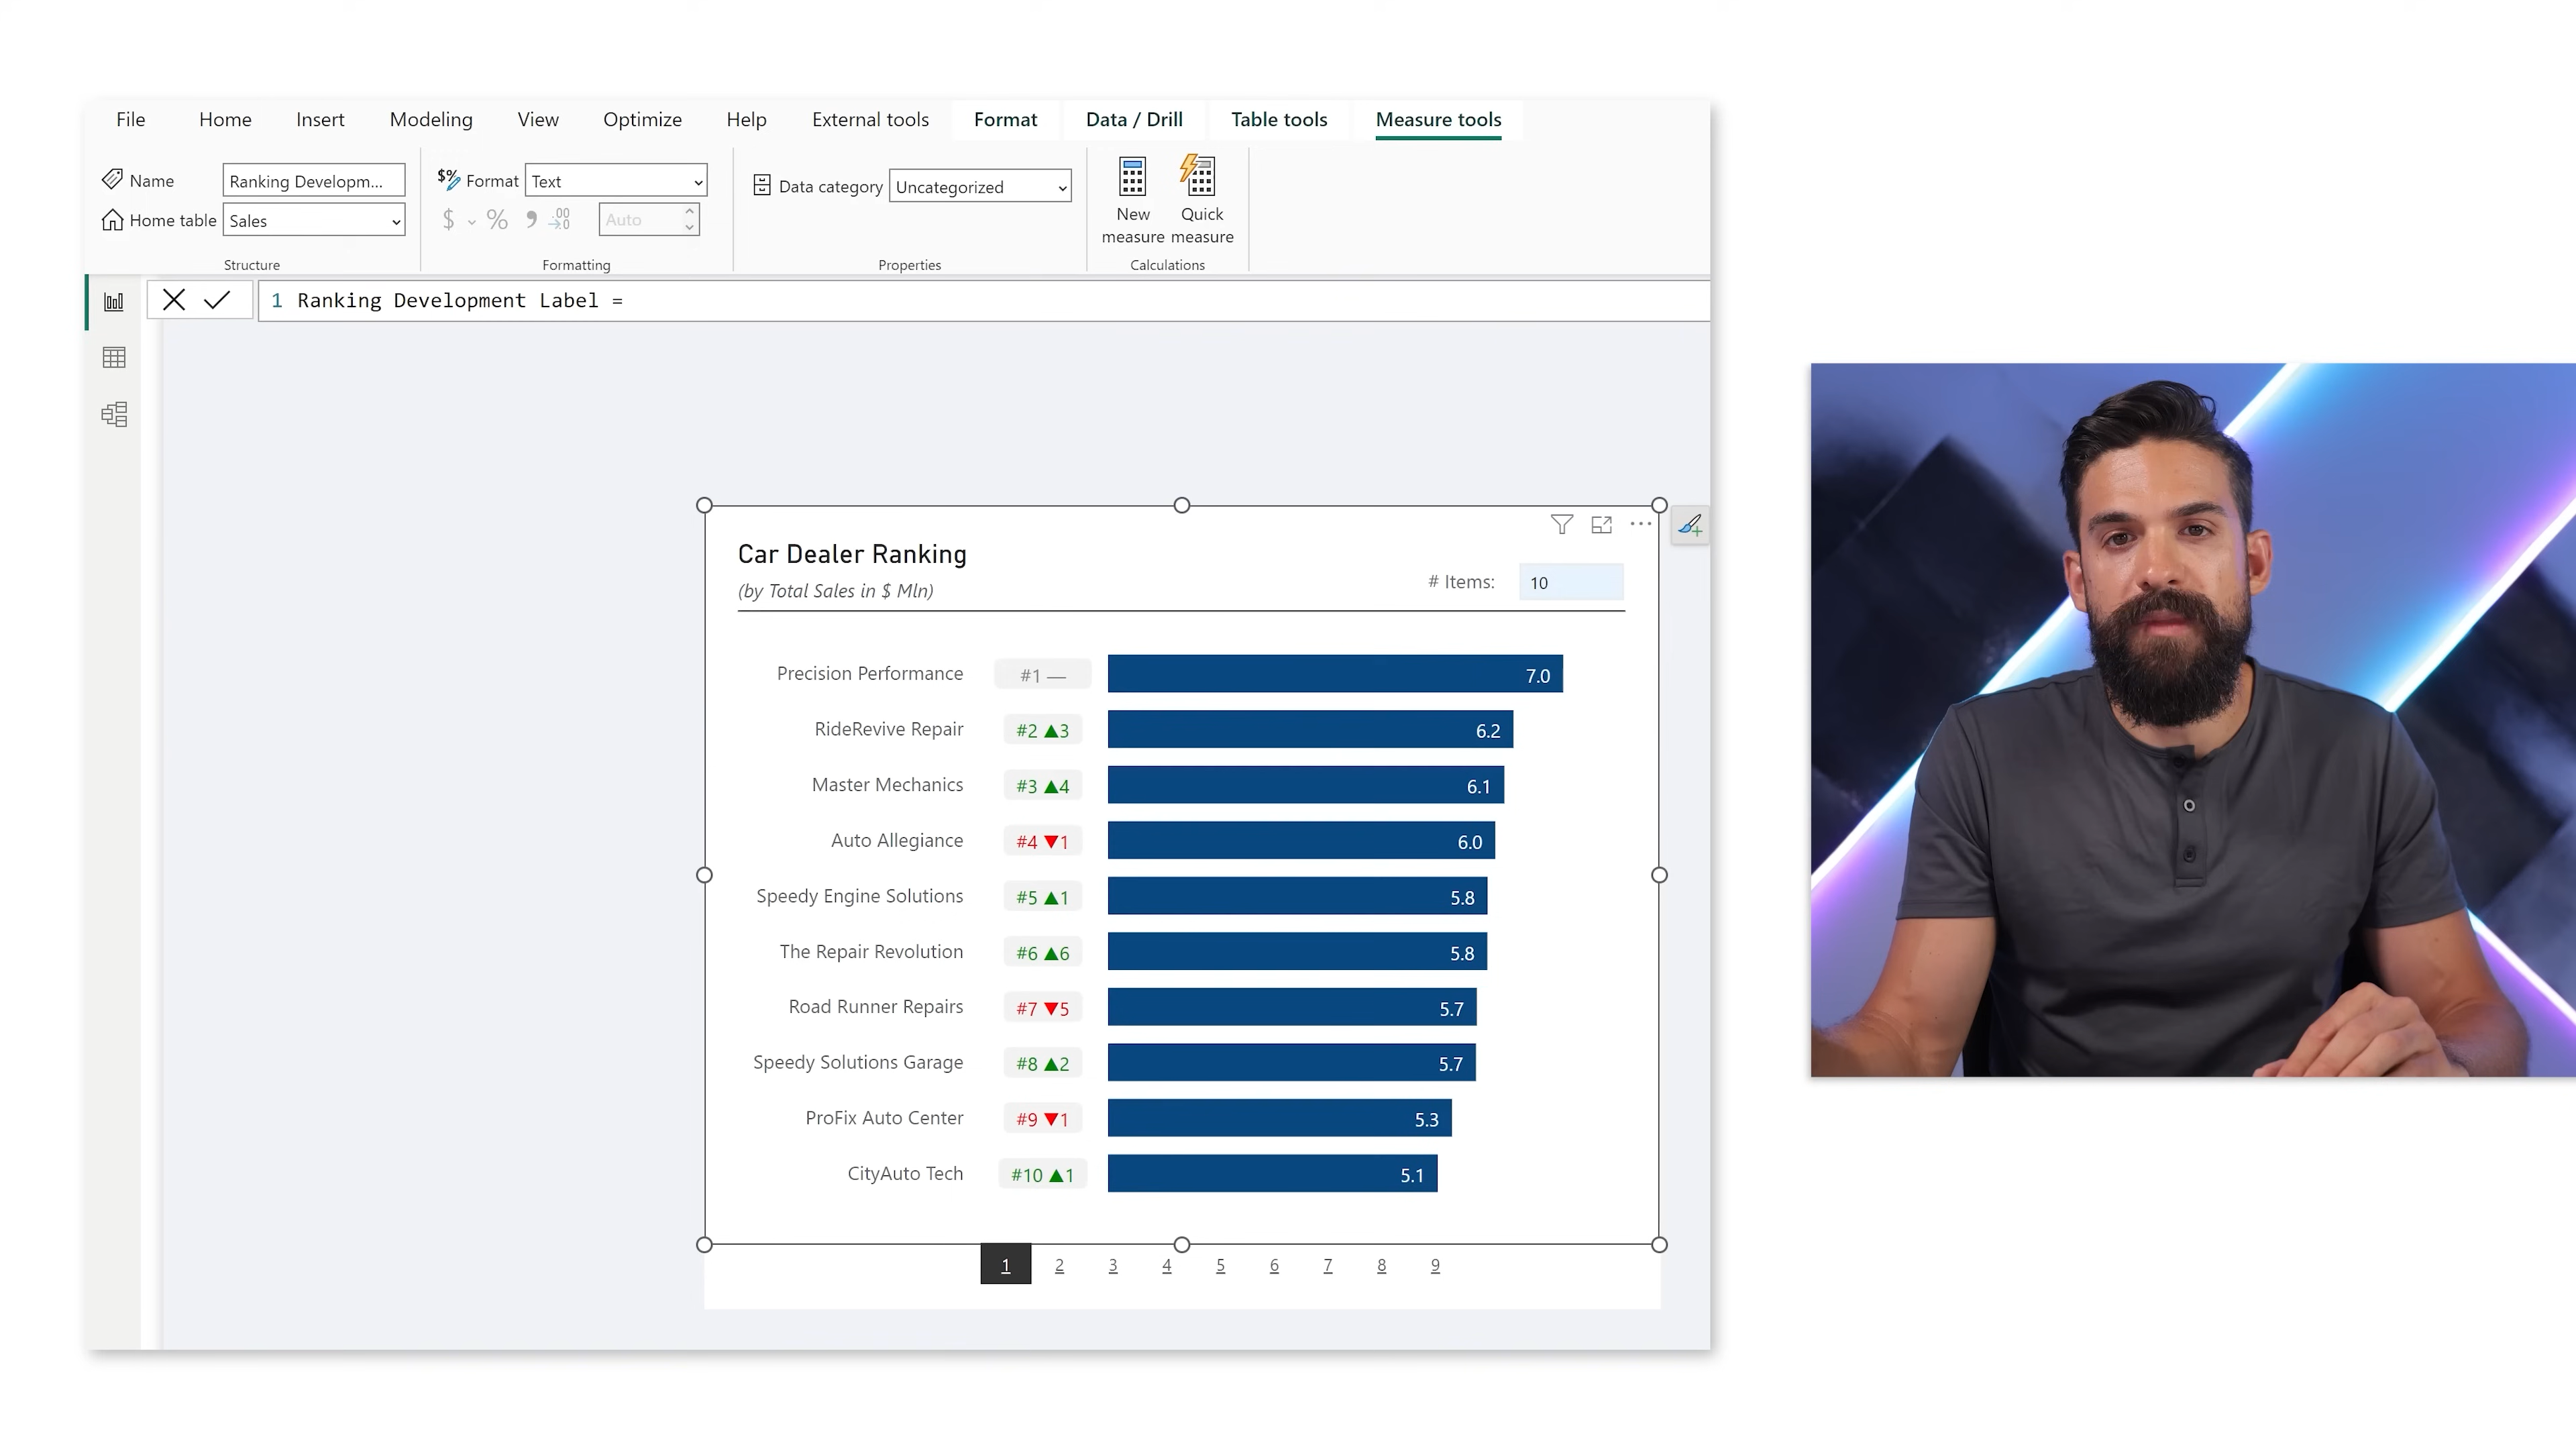 File Home Insert Modeling View Optimize Help External tools Format Data / Drill Table tools Measure tools
Name Ranking Developm... $% Format Text Data category Uncategorized New measure Quick measure
Home table Sales $ % 9 .00 →.0 Auto
Structure Formatting Properties Calculations
1 Ranking Development Label =
Car Dealer Ranking
(by Total Sales in $ Mln)
# Items: 10
Precision Performance #1 — 7.0
RideRevive Repair #2 ▲3 6.2
Master Mechanics #3 ▲4 6.1
Auto Allegiance #4 ▼1 6.0
Speedy Engine Solutions #5 ▲1 5.8
The Repair Revolution #6 ▲6 5.8
Road Runner Repairs #7 ▼5 5.7
Speedy Solutions Garage #8 ▲2 5.7
ProFix Auto Center #9 ▼1 5.3
CityAuto Tech #10 ▲1 5.1
1 2 3 4 5 6 7 8 9